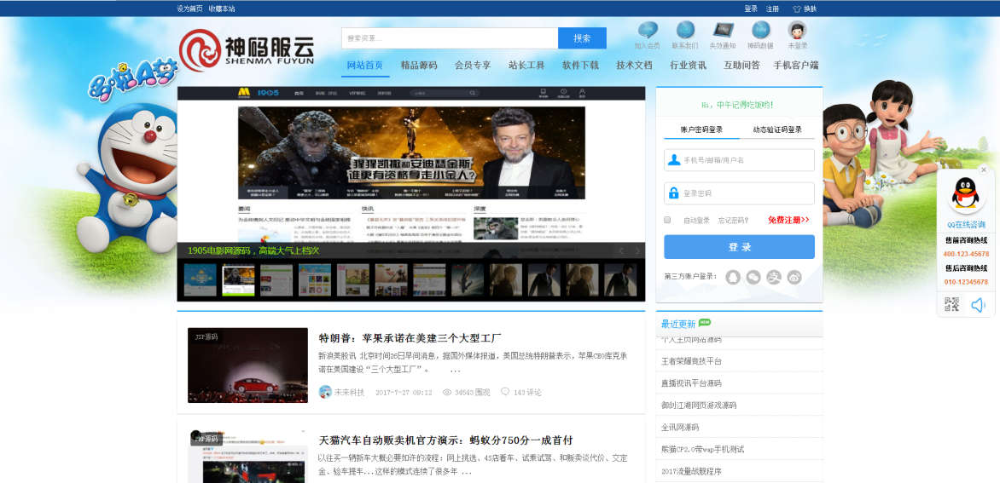 设为首页 收藏本站
登录 注册 换肤
神码服云
SHENMA FUYUN
搜索资源...
搜索
加入会员 联系我们 失效通知 神码数据 未登录
网站首页 精品源码 会员专享 站长工具 软件下载 技术文档 行业资讯 互助问答 手机客户端
多啦A梦
1905
猩猩凯撒和安迪瑟金斯
谁更有资格拿走小金人?
要闻 快讯 深度
1905电影网源码，高端大气上档次
Hi，中午记得吃饭哟!
账户密码登录 动态验证码登录
手机号/邮箱/用户名
登录密码
自动登录 忘记密码? 免费注册>>
登 录
第三方账户登录:
QQ在线咨询
售前咨询热线
400-123-45678
售后咨询热线
010-12345678
JSP源码
特朗普: 苹果承诺在美建三个大型工厂
新浪美股讯 北京时间26日早间消息，据国外媒体报道，美国总统特朗普表示，苹果CEO库克承
诺在美国建设“三个大型工厂”。 ...
未来科技 2017-7-27 09:12 34543围观 143评论
最近更新 NEW
个人主页网站源码
王者荣耀竞技平台
直播视讯平台源码
御剑江湖网页游戏源码
全讯网源码
熊猫CP2.0带wap手机测试
2017流量战舰程序
PHP源码
天猫汽车自动贩卖机官方演示: 蚂蚁分750分一成首付
以往买一辆新车大概必要如许的流程: 网上挑选、4S店看车、试乘试驾、和贩卖谈代价、交定
金、验车提车...这样的模式连续了很多年 ...